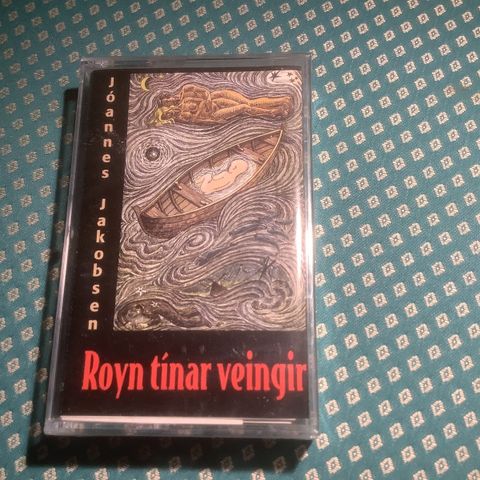 Jóannes Jakobsen
Royn tínar veingir